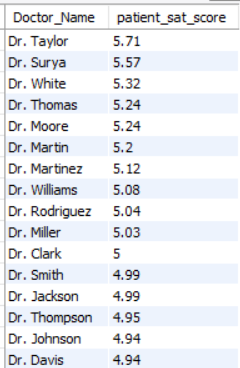 Doctor_Name patient_sat_score
Dr. Taylor 5.71
Dr. Surya 5.57
Dr. White 5.32
Dr. Thomas 5.24
Dr. Moore 5.24
Dr. Martin 5.2
Dr. Martinez 5.12
Dr. Williams 5.08
Dr. Rodriguez 5.04
Dr. Miller 5.03
Dr. Clark 5
Dr. Smith 4.99
Dr. Jackson 4.99
Dr. Thompson 4.95
Dr. Johnson 4.94
Dr. Davis 4.94